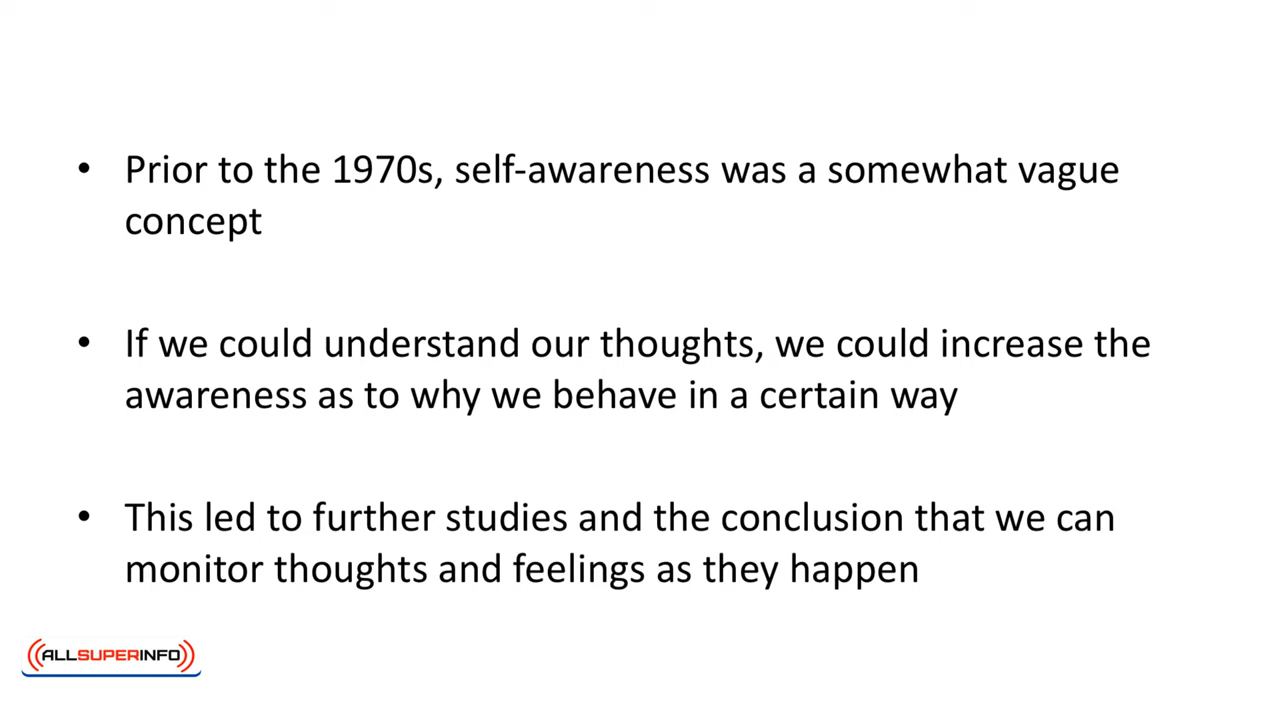 • Prior to the 1970s, self-awareness was a somewhat vague
concept
• If we could understand our thoughts, we could increase the
awareness as to why we behave in a certain way
• This led to further studies and the conclusion that we can
monitor thoughts and feelings as they happen
((ALLSUPERINFO))